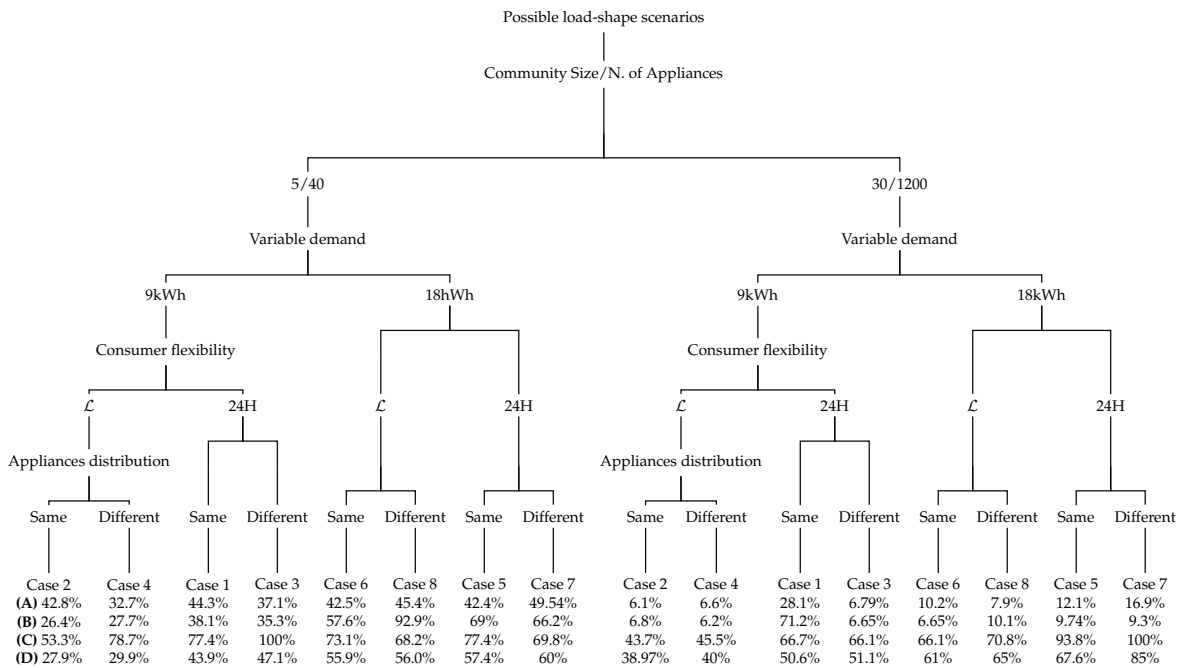 Possible load-shape scenarios
Community Size/N. of Appliances
5/40 30/1200
Variable demand Variable demand
9kWh 18hWh 9kWh 18kWh
Consumer flexibility Consumer flexibility
ℒ 24H ℒ 24H ℒ 24H ℒ 24H
Appliances distribution Appliances distribution
Same Different Same Different Same Different Same Different Same Different Same Different Same Different Same Different
Case 2 Case 4 Case 1 Case 3 Case 6 Case 8 Case 5 Case 7 Case 2 Case 4 Case 1 Case 3 Case 6 Case 8 Case 5 Case 7
(A) 42.8% 32.7% 44.3% 37.1% 42.5% 45.4% 42.4% 49.54% 6.1% 6.6% 28.1% 6.79% 10.2% 7.9% 12.1% 16.9%
(B) 26.4% 27.7% 38.1% 35.3% 57.6% 92.9% 69% 66.2% 6.8% 6.2% 71.2% 6.65% 6.65% 10.1% 9.74% 9.3%
(C) 53.3% 78.7% 77.4% 100% 73.1% 68.2% 77.4% 69.8% 43.7% 45.5% 66.7% 66.1% 66.1% 70.8% 93.8% 100%
(D) 27.9% 29.9% 43.9% 47.1% 55.9% 56.0% 57.4% 60% 38.97% 40% 50.6% 51.1% 61% 65% 67.6% 85%